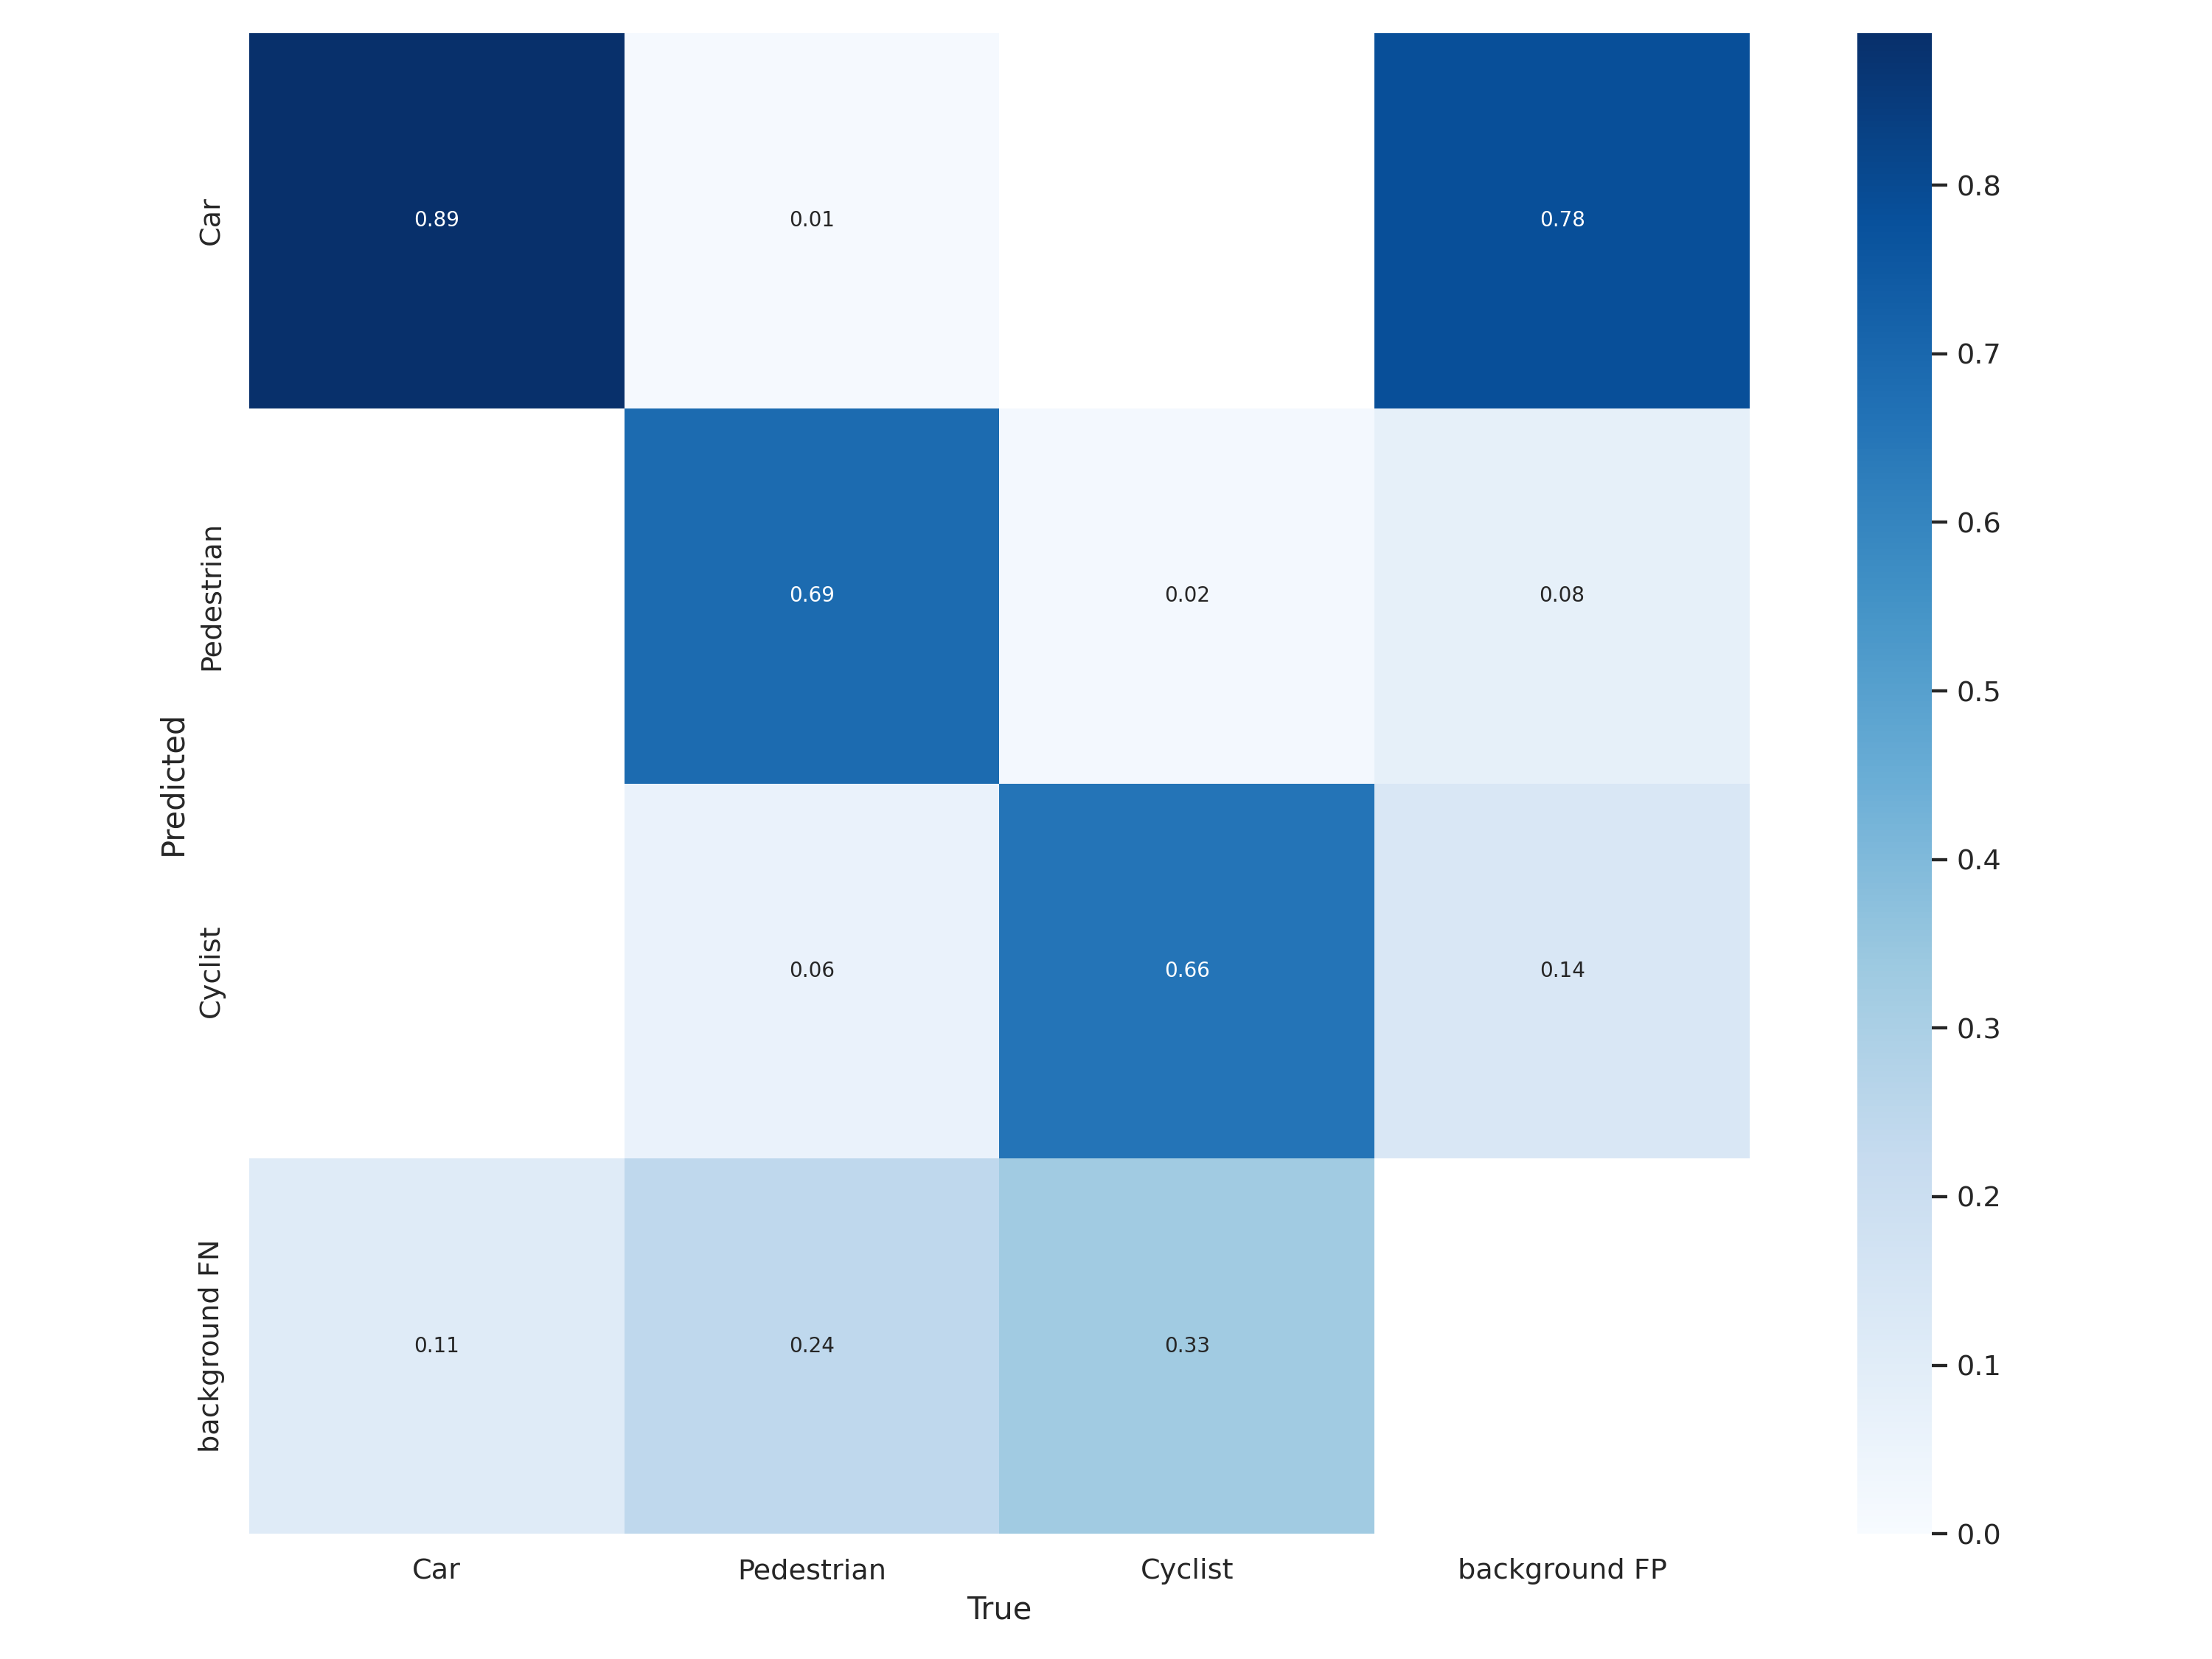 Predicted
Car
0.89
0.01
0.78
Pedestrian
0.69
0.02
0.08
Cyclist
0.06
0.66
0.14
background FN
0.11
0.24
0.33
Car
Pedestrian
Cyclist
background FP
True
0.8
0.7
0.6
0.5
0.4
0.3
0.2
0.1
0.0